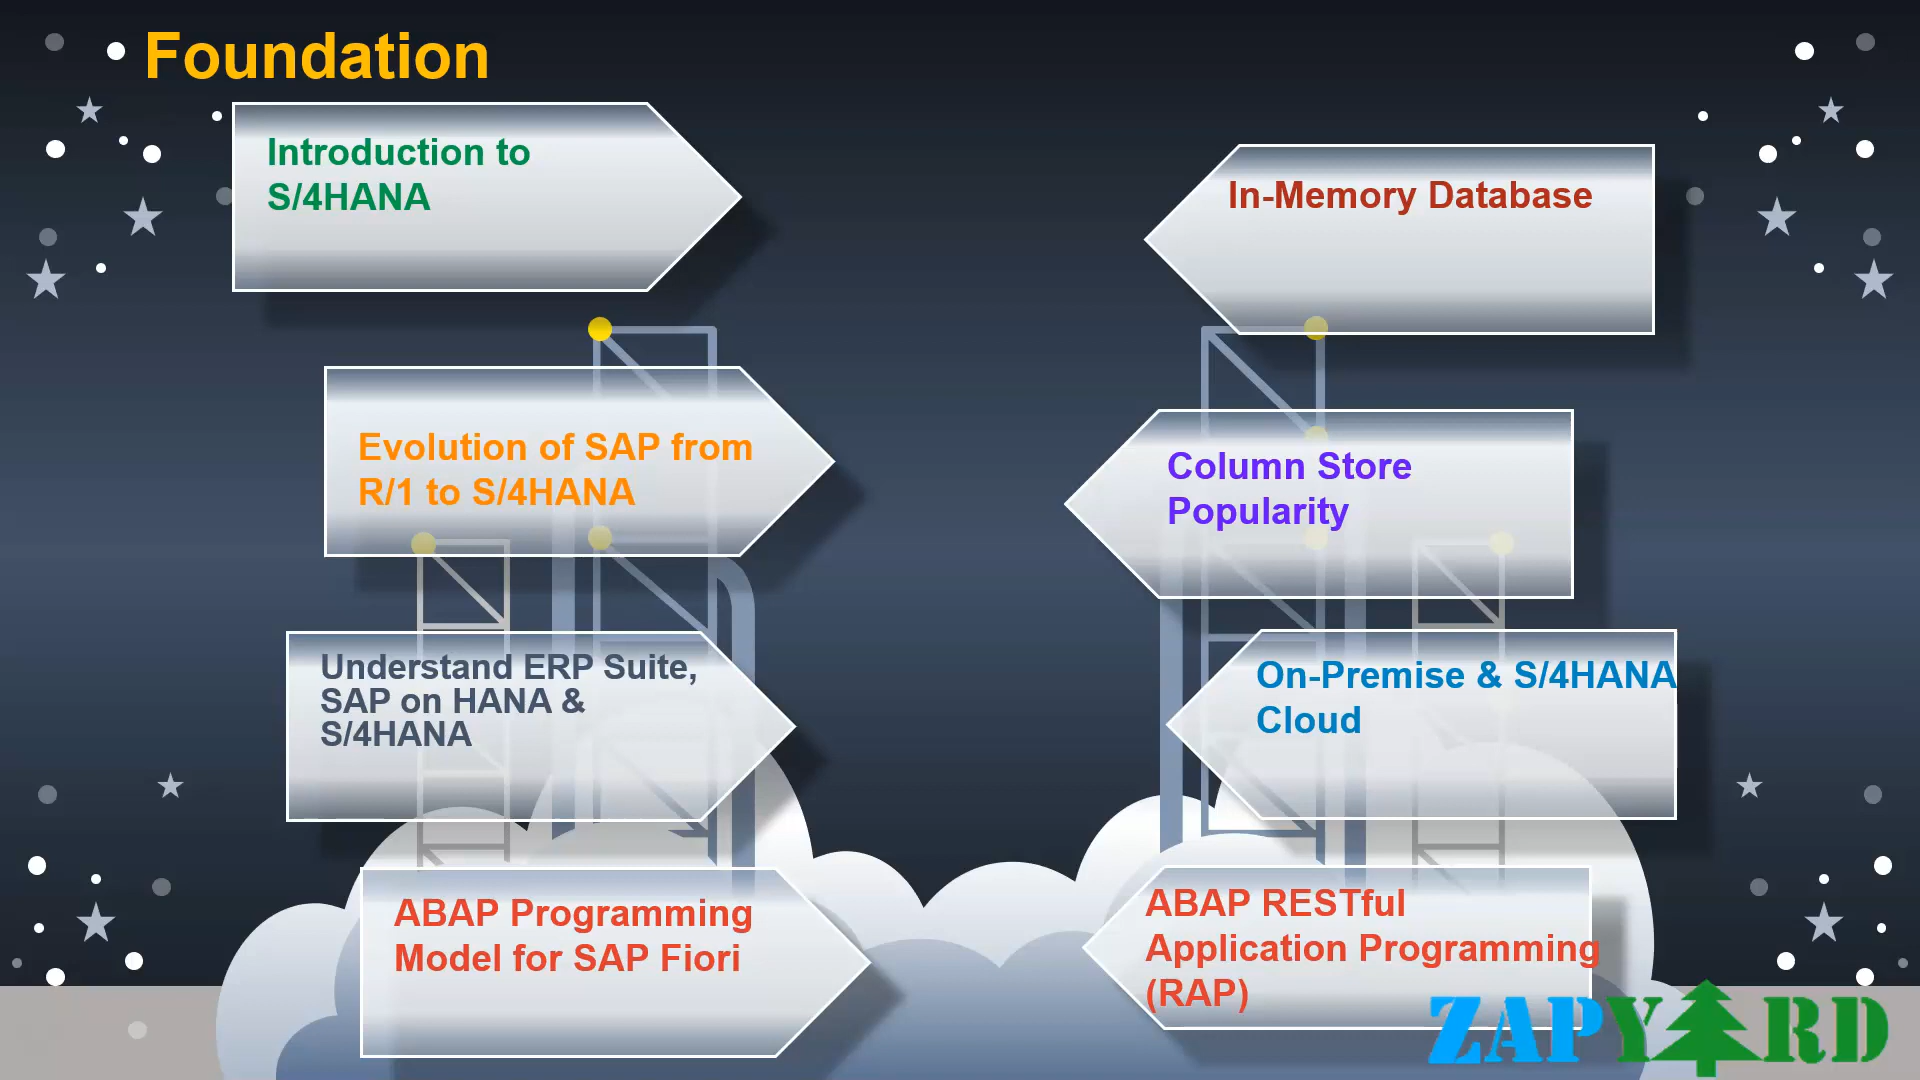 Foundation
Introduction to
S/4HANA
Evolution of SAP from
R/1 to S/4HANA
Understand ERP Suite,
SAP on HANA &
S/4HANA
ABAP Programming
Model for SAP Fiori
In-Memory Database
Column Store
Popularity
On-Premise & S/4HANA
Cloud
ABAP RESTful
Application Programming
(RAP)
ZAPYARD